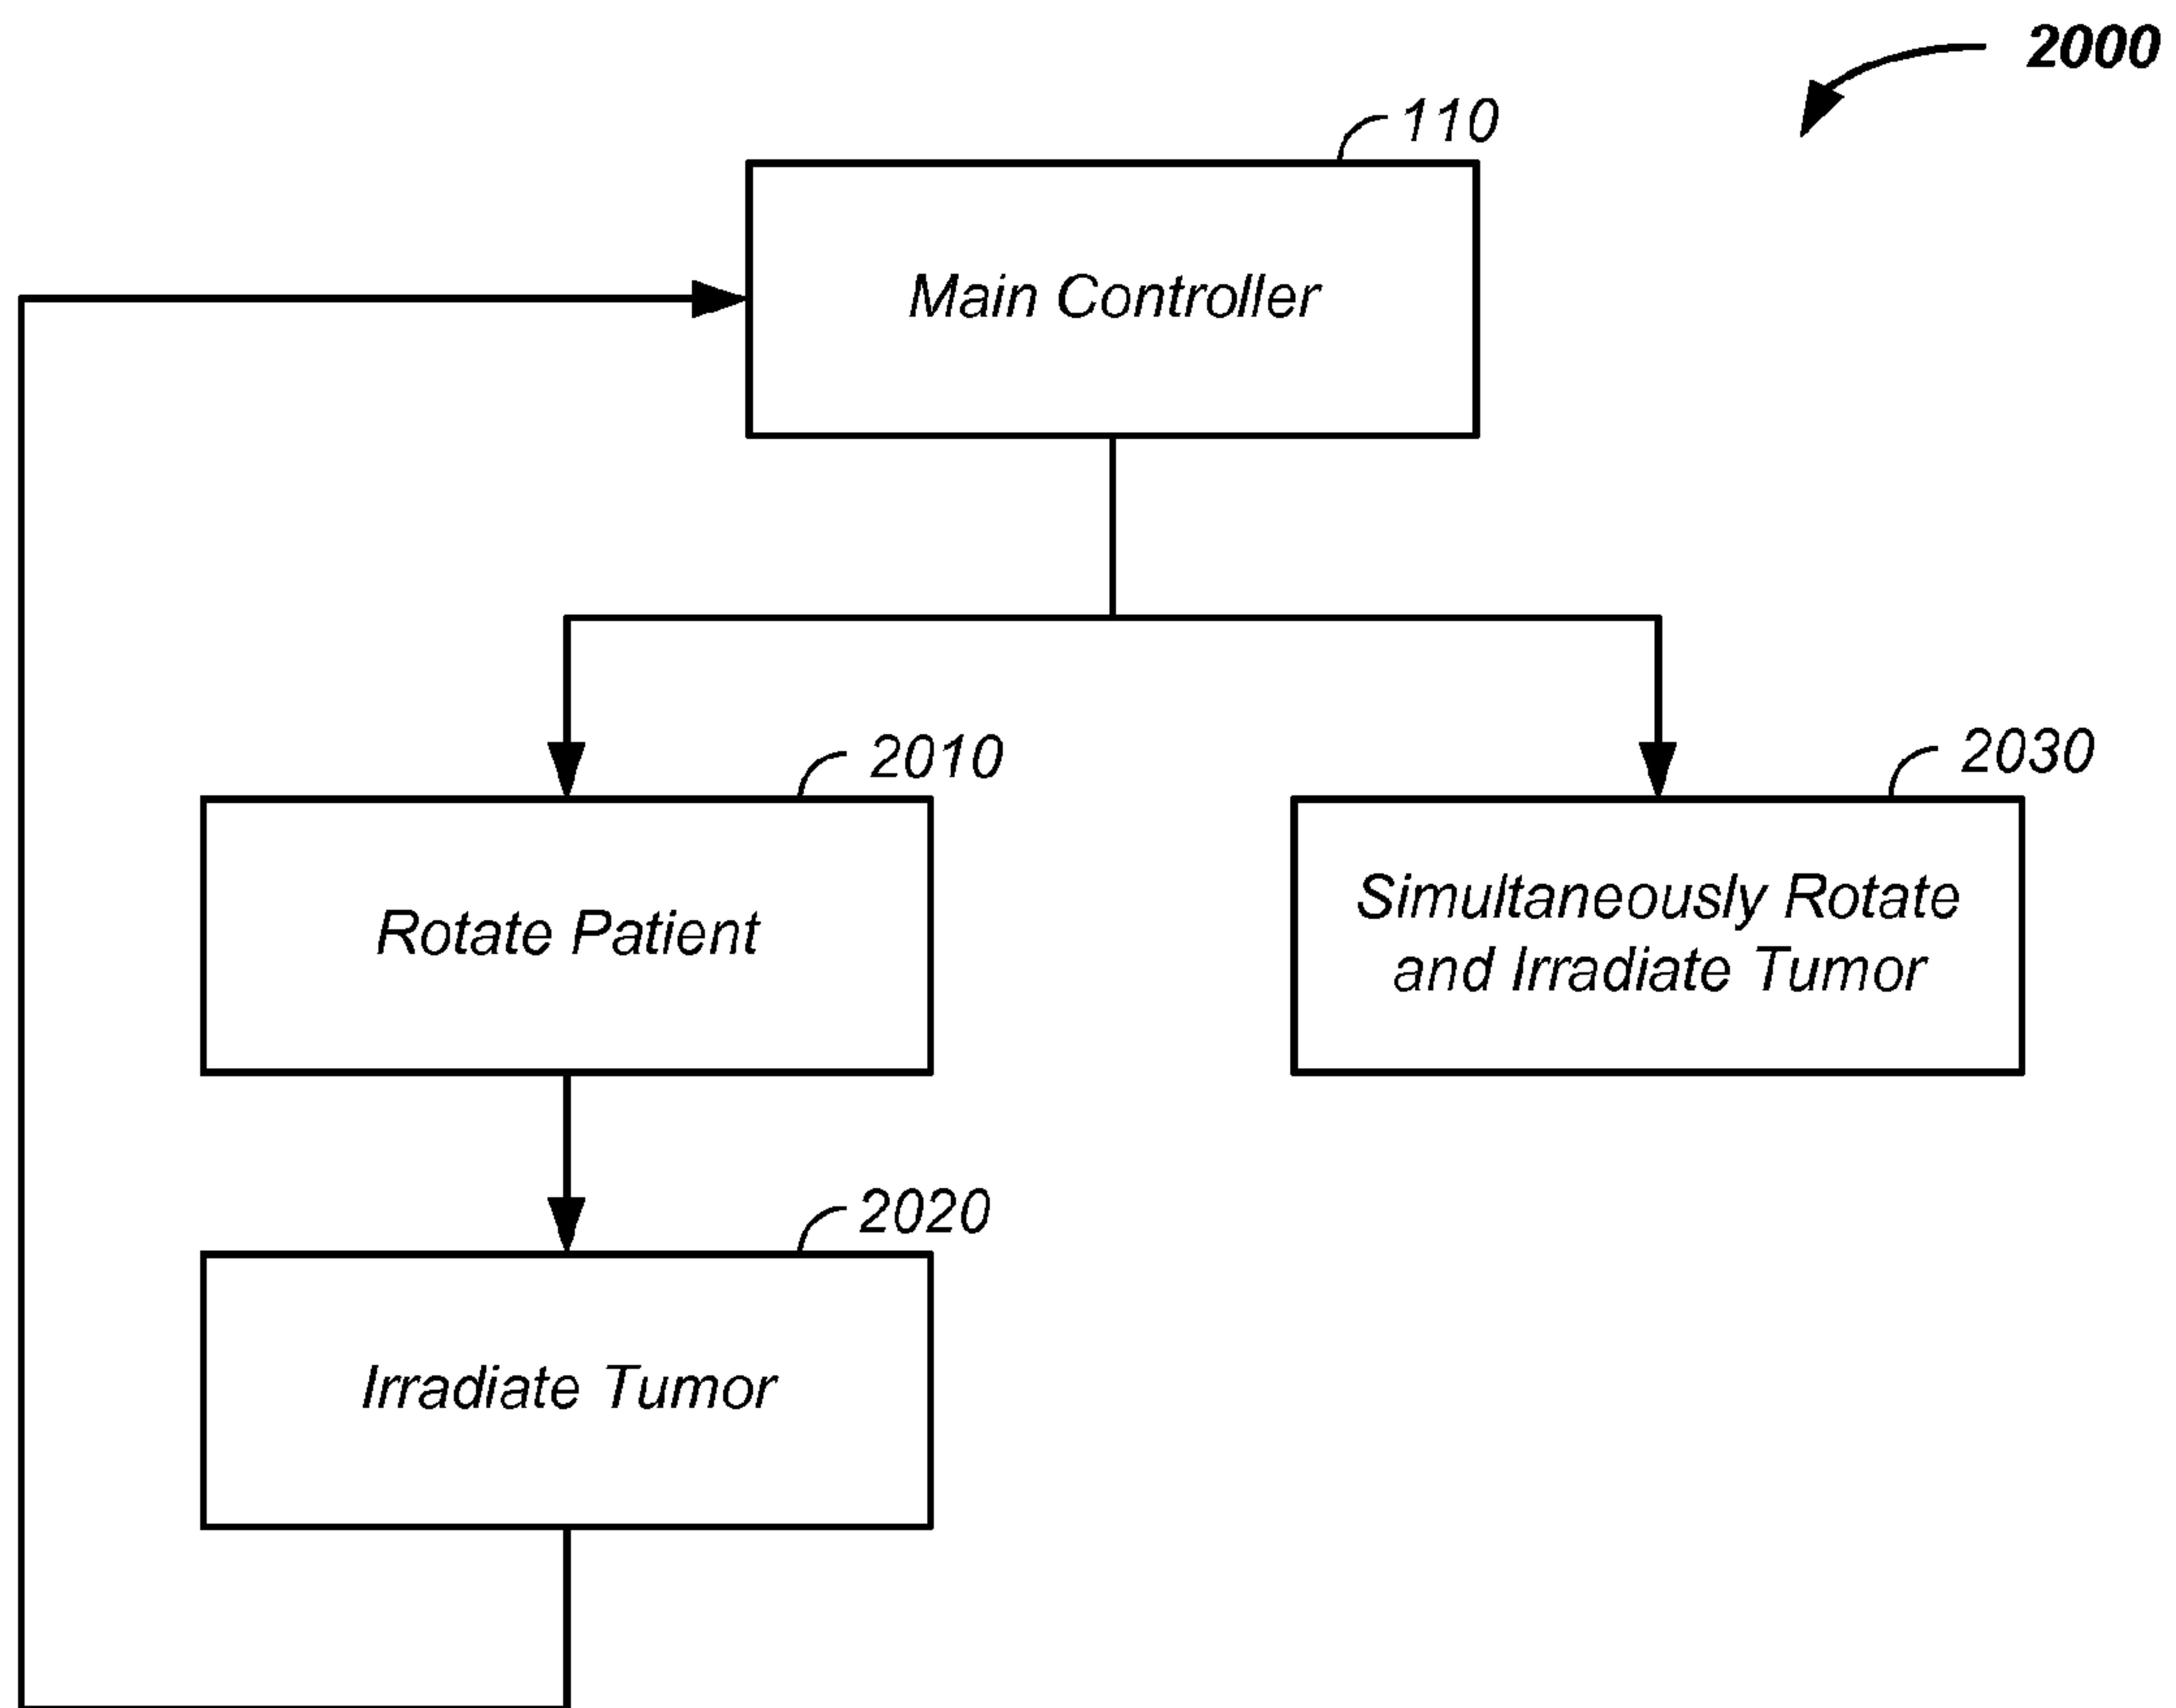 2000
110
Main Controller
2010
2030
Rotate Patient
Simultaneously Rotate
and Irradiate Tumor
2020
Irradiate Tumor